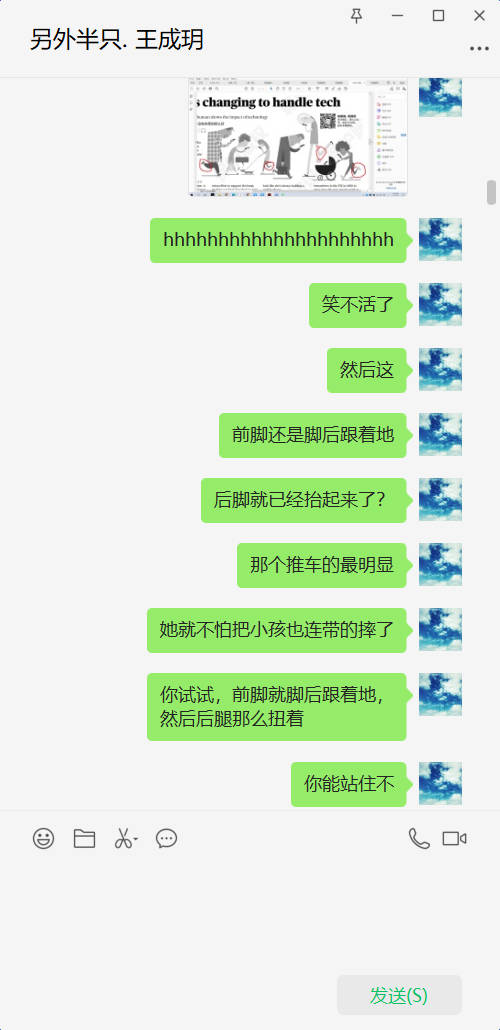 另外半只. 王成玥
s changing to handle tech
hhhhhhhhhhhhhhhhhhhhh
笑不活了
然后这
前脚还是脚后跟着地
后脚就已经抬起来了？
那个推车的最明显
她就不怕把小孩也连带的摔了
你试试，前脚就脚后跟着地，
然后后腿那么扭着
你能站住不
发送(S)